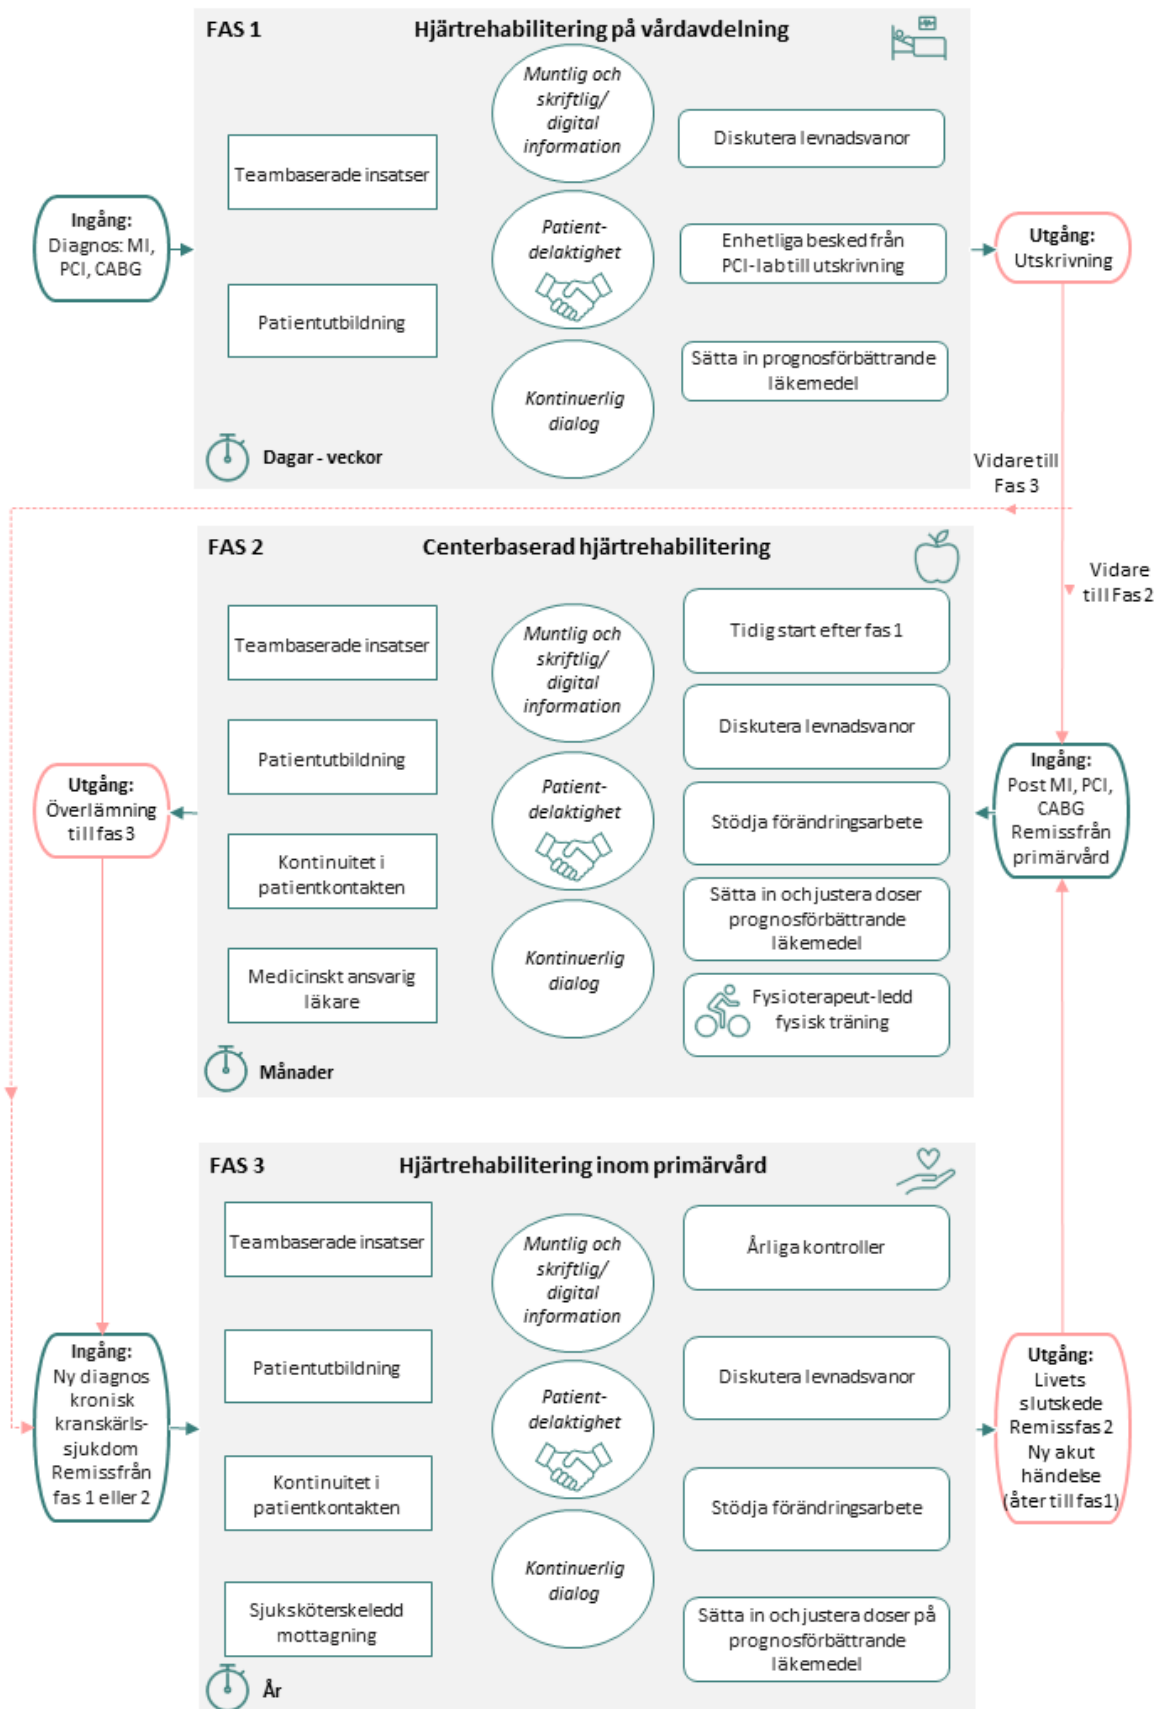 FAS 1
Hjärtrehabilitering på vårdavdelning
Ingång:
Diagnos: MI,
PCI, CABG
Teambaserade insatser
Patientutbildning
Muntlig och
skriftlig/
digital
information
Patient-
delaktighet
Kontinuerlig
dialog
Diskutera levnadsvanor
Enhetliga besked från
PCI-lab till utskrivning
Sätta in prognosförbättrande
läkemedel
Dagar - veckor
Utgång:
Utskrivning
Vidare till
Fas 3
Vidare
till Fas 2
FAS 2
Centerbaserad hjärtrehabilitering
Ingång:
Post MI, PCI,
CABG
Remiss från
primärvård
Teambaserade insatser
Patientutbildning
Kontinuitet i
patientkontakten
Medicinskt ansvarig
läkare
Muntlig och
skriftlig/
digital
information
Patient-
delaktighet
Kontinuerlig
dialog
Tidig start efter fas 1
Diskutera levnadsvanor
Stödja förändringsarbete
Sätta in och justera doser
prognosförbättrande
läkemedel
Fysioterapeut-ledd
fysisk träning
Månader
Utgång:
Överlämning
till fas 3
FAS 3
Hjärtrehabilitering inom primärvård
Ingång:
Ny diagnos
kronisk
kranskärls-
sjukdom
Remiss från
fas 1 eller 2
Teambaserade insatser
Patientutbildning
Kontinuitet i
patientkontakten
Sjuksköterskeledd
mottagning
Muntlig och
skriftlig/
digital
information
Patient-
delaktighet
Kontinuerlig
dialog
Årliga kontroller
Diskutera levnadsvanor
Stödja förändringsarbete
Sätta in och justera doser på
prognosförbättrande
läkemedel
År
Utgång:
Livets
slutskede
Remiss fas 2
Ny akut
händelse
(åter till fas1)